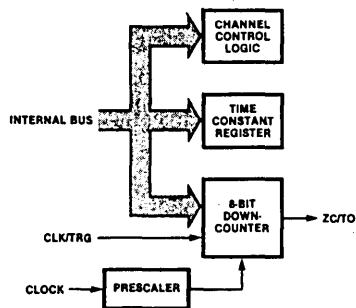 CHANNEL
CONTROL
LOGIC
INTERNAL BUS
TIME
CONSTANT
REGISTER
8-BIT
DOWN-
COUNTER
ZC/TO
CLK/TRG
CLOCK
PRESCALER